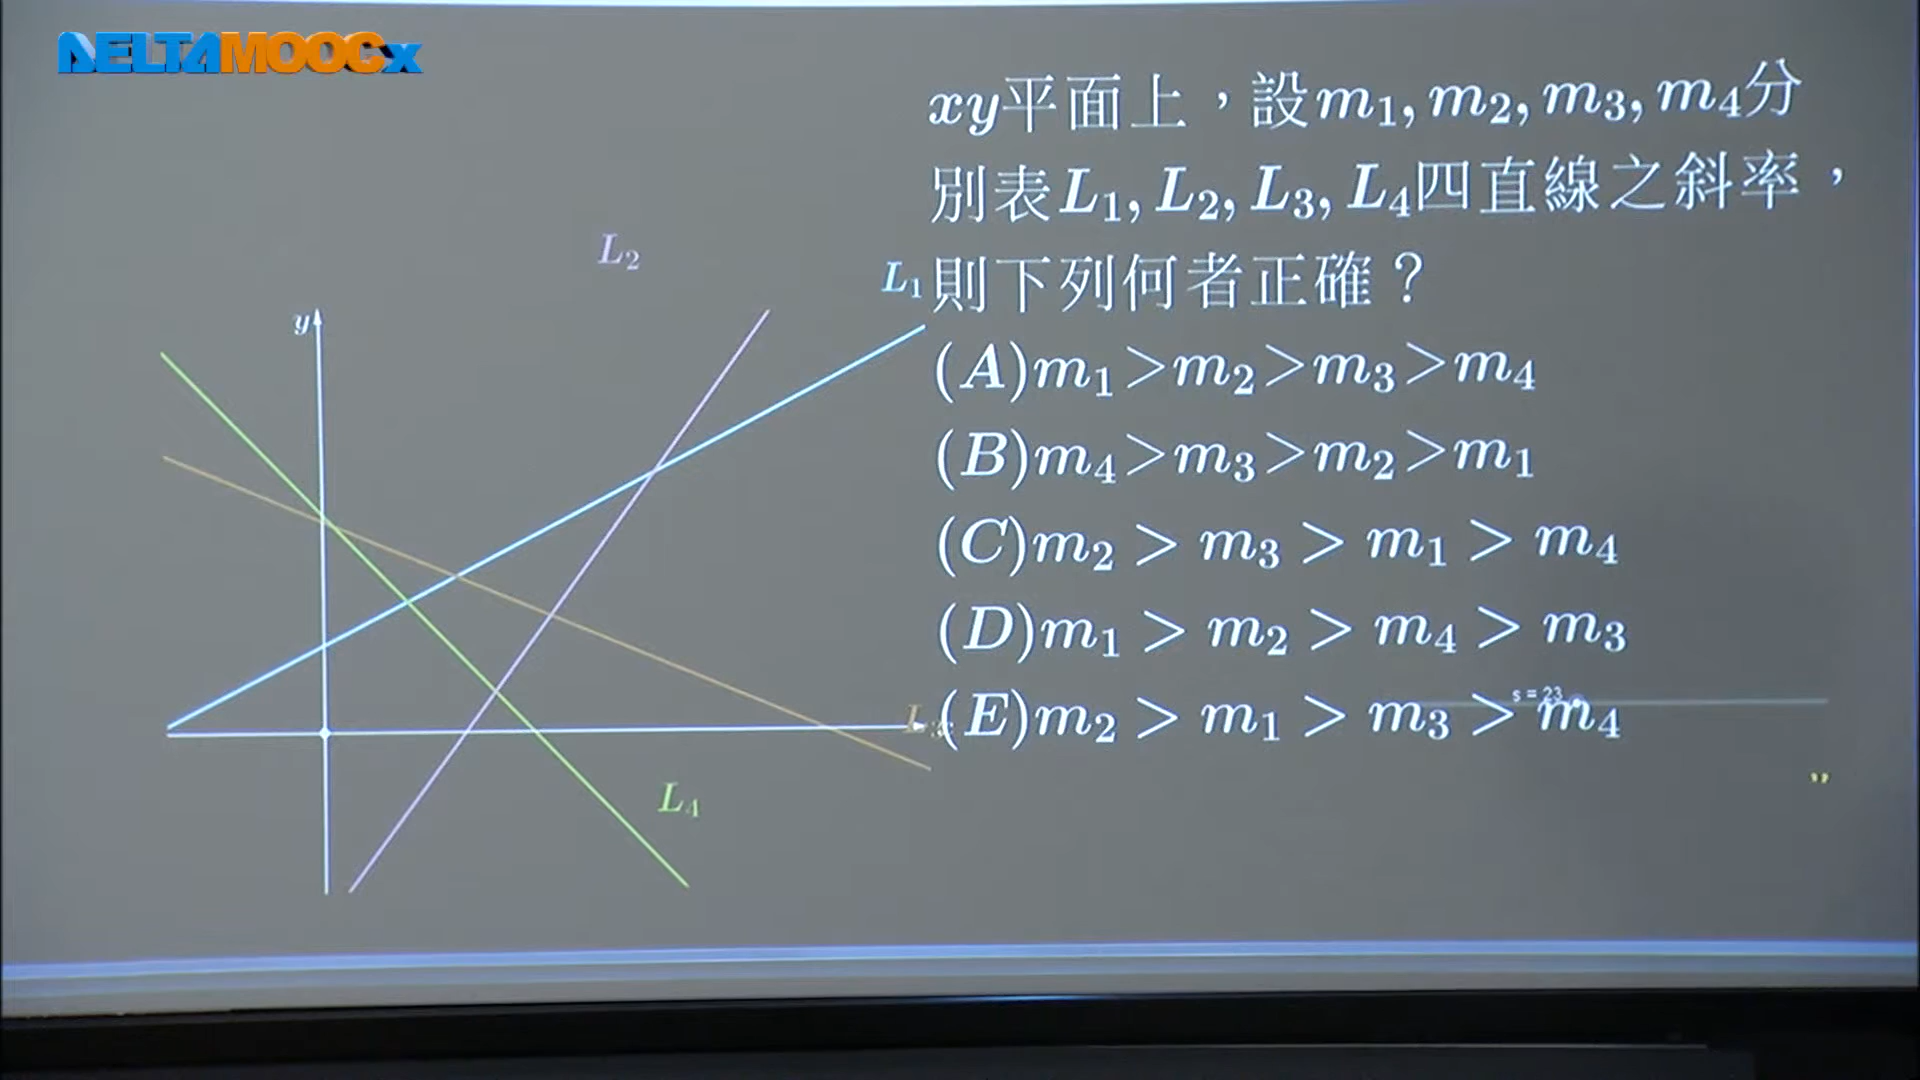 DELTAMOOCx
xy平面上，設m₁, m₂, m₃, m₄分
別表L₁, L₂, L₃, L₄四直線之斜率，
則下列何者正確？
(A)m₁>m₂>m₃>m₄
(B)m₄>m₃>m₂>m₁
(C)m₂ > m₃ > m₁ > m₄
(D)m₁ > m₂ > m₄ > m₃
(E)m₂ > m₁ > m₃ > m₄
s = 23
"
L₂
L₁
y
L₃
L₄